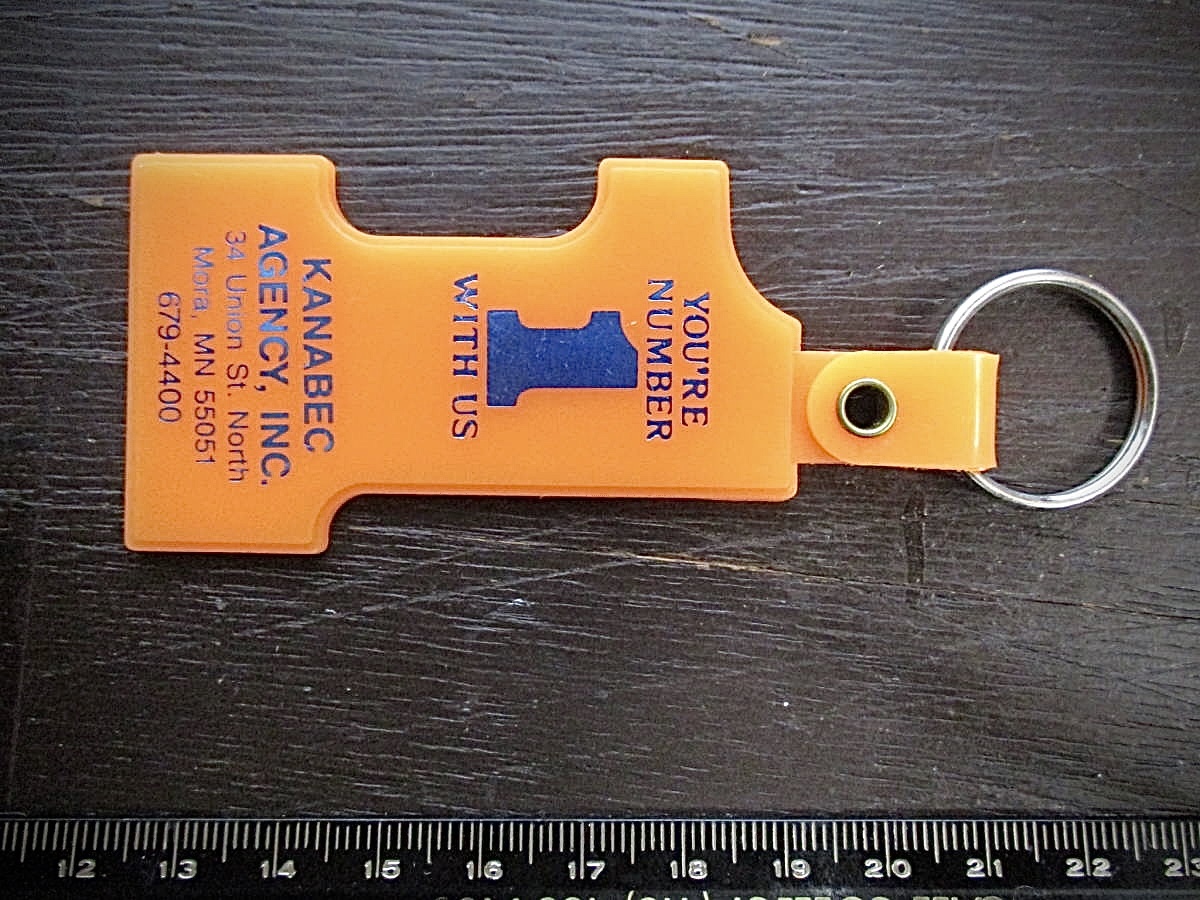 YOU'RE
NUMBER
1
WITH US
KANABEC
AGENCY, INC.
34 Union St. North
Mora, MN 55051
679-4400
12 13 14 15 16 17 18 19 20 21 22 23